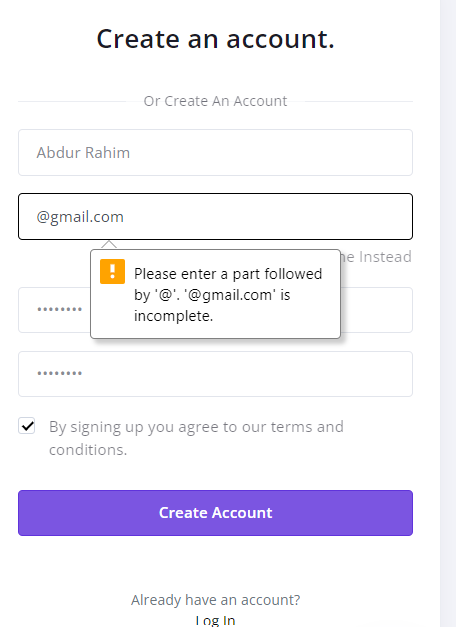 Create an account.
Or Create An Account
Abdur Rahim
@gmail.com
Instead
!
Please enter a part followed
by '@'. '@gmail.com' is
incomplete.
••••••••
••••••••
By signing up you agree to our terms and
conditions.
Create Account
Already have an account?
Log In